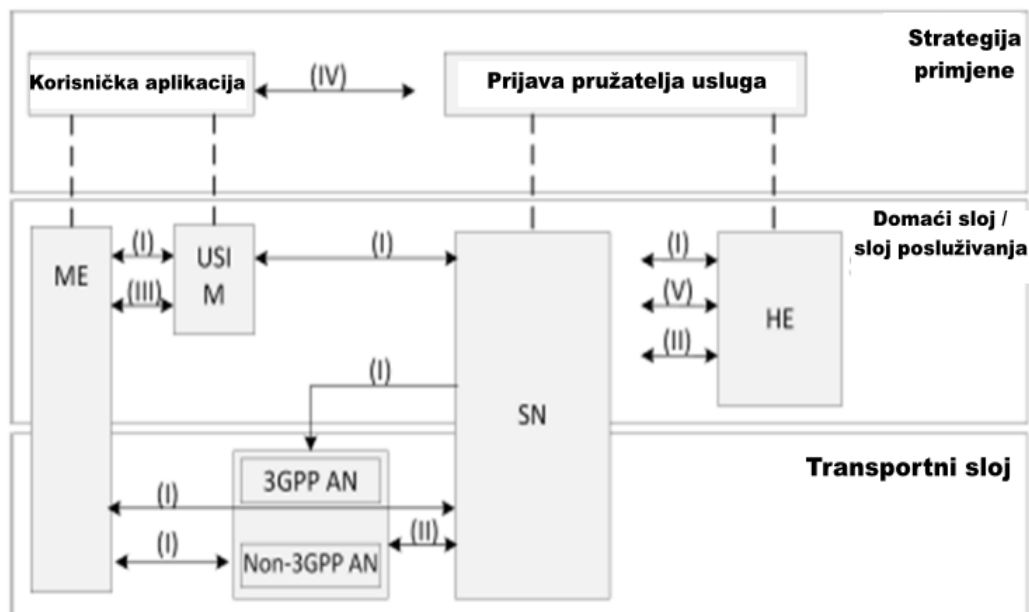 Strategija
primjene
Korisnička aplikacija
(IV)
Prijava pružatelja usluga
Domaći sloj /
sloj posluživanja
ME
(I)
(III)
USI
M
(I)
(I)
SN
(I)
(V)
(II)
HE
Transportni sloj
3GPP AN
(I)
(II)
(I)
Non-3GPP AN